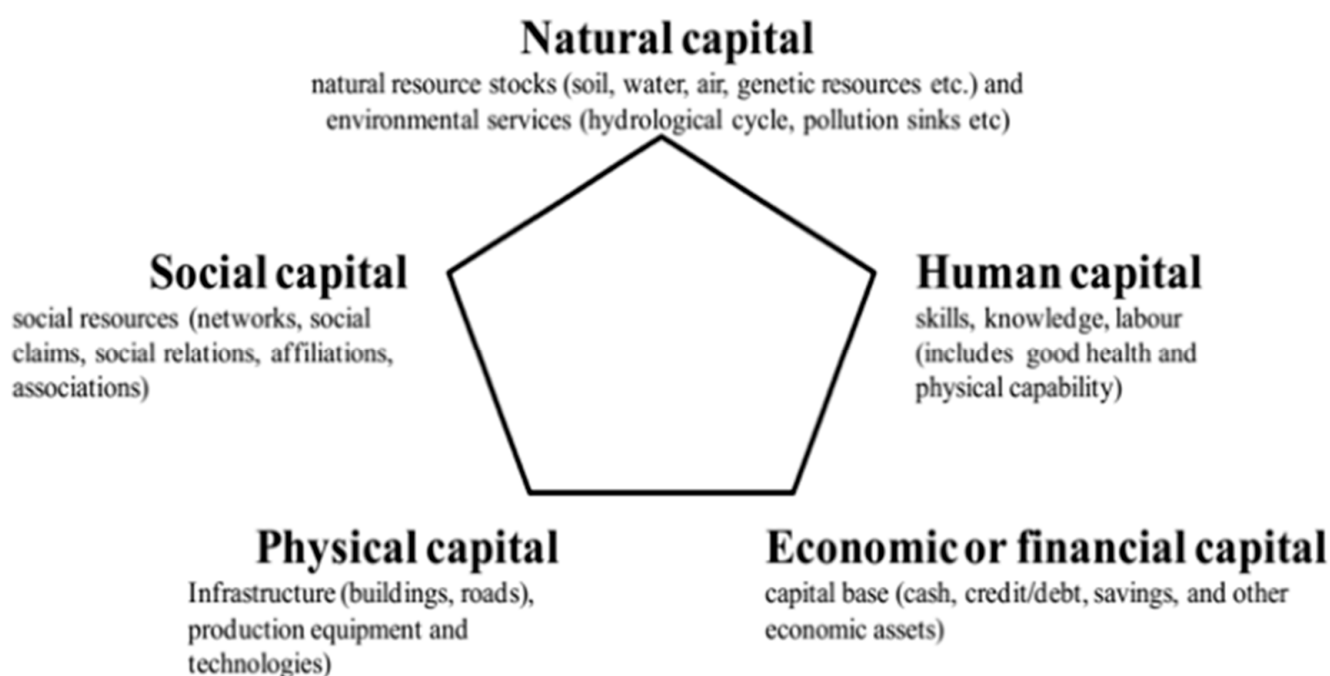 Natural capital
natural resource stocks (soil, water, air, genetic resources etc.) and
environmental services (hydrological cycle, pollution sinks etc)
Social capital
social resources (networks, social
claims, social relations, affiliations,
associations)
Human capital
skills, knowledge, labour
(includes good health and
physical capability)
Physical capital
Infrastructure (buildings, roads),
production equipment and
technologies)
Economic or financial capital
capital base (cash, credit/debt, savings, and other
economic assets)